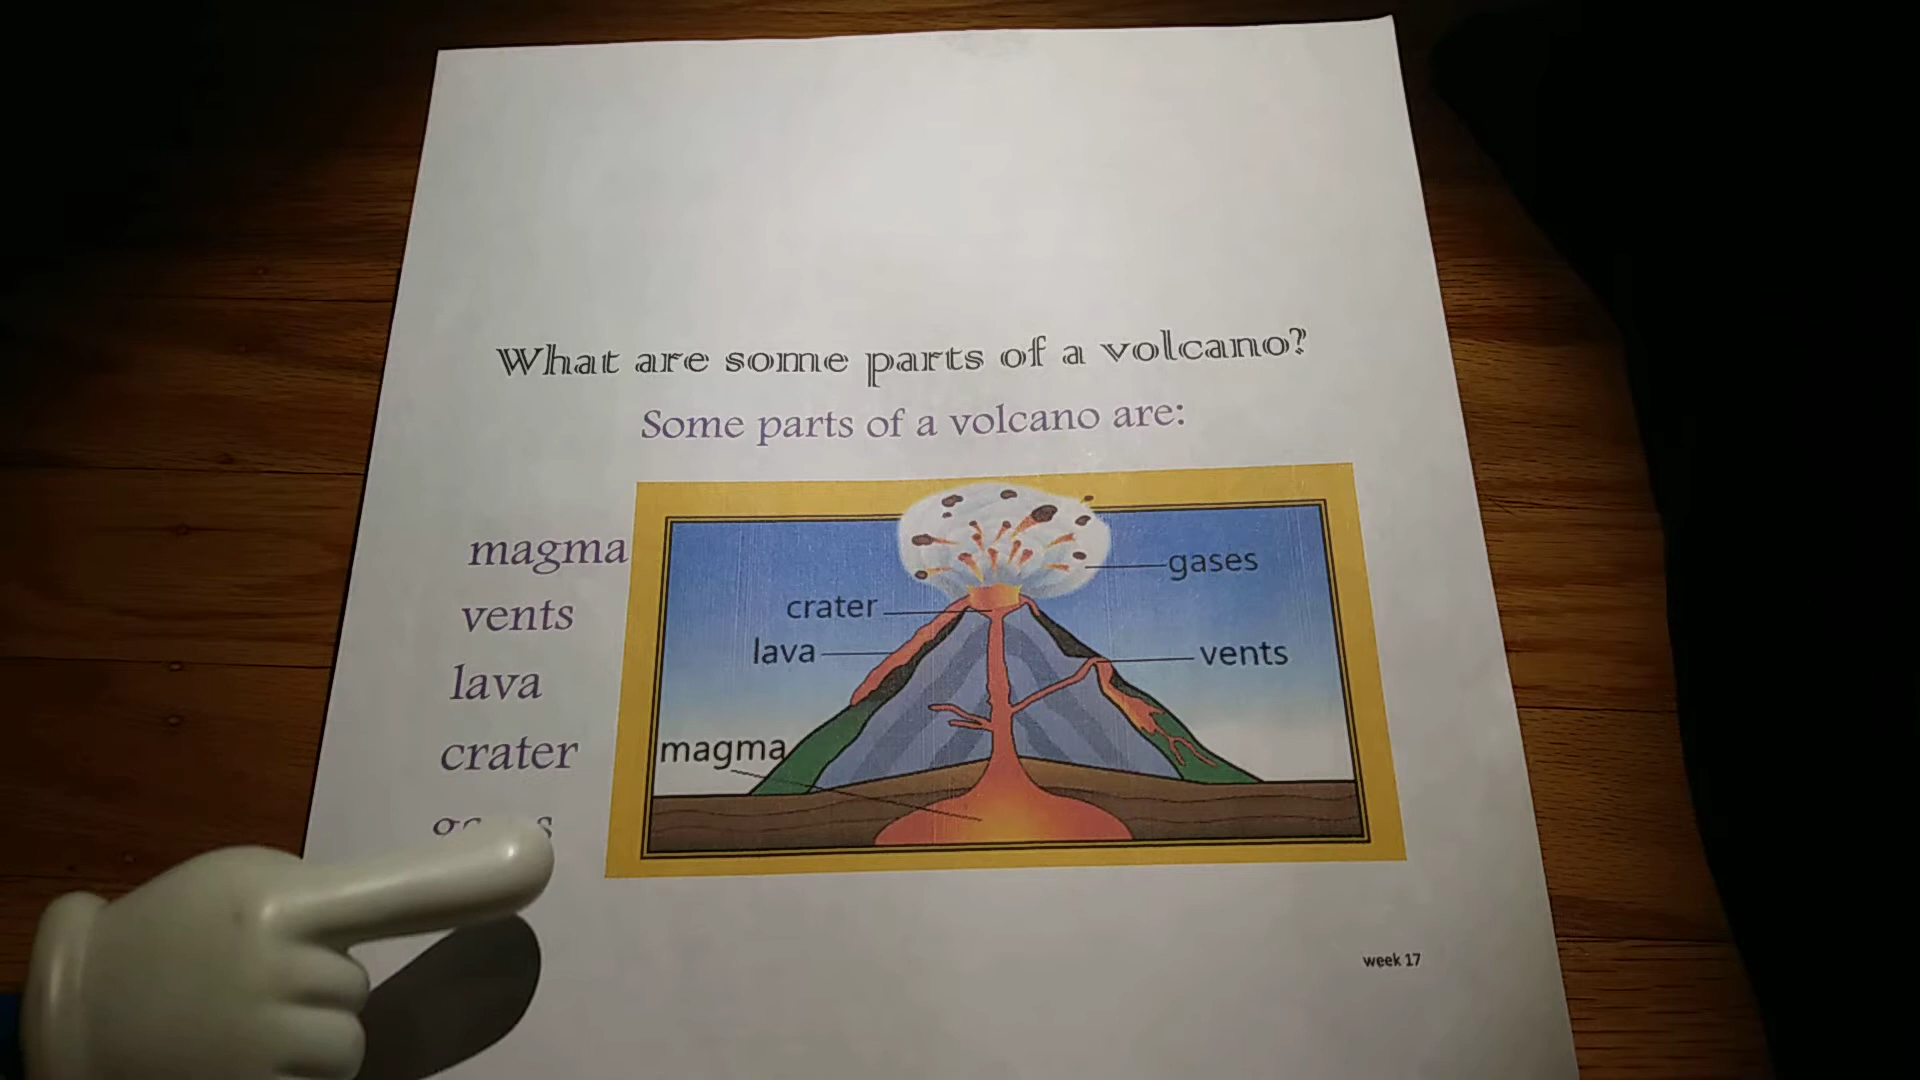 What are some parts of a volcano?
Some parts of a volcano are:
magma
vents
lava
crater
gases
crater
lava
vents
magma
week 17